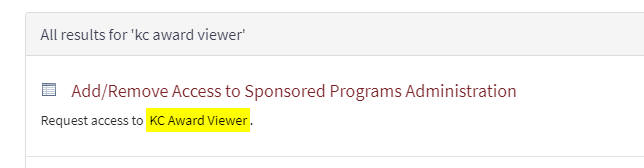 All results for 'kc award viewer'
Add/Remove Access to Sponsored Programs Administration
Request access to KC Award Viewer.